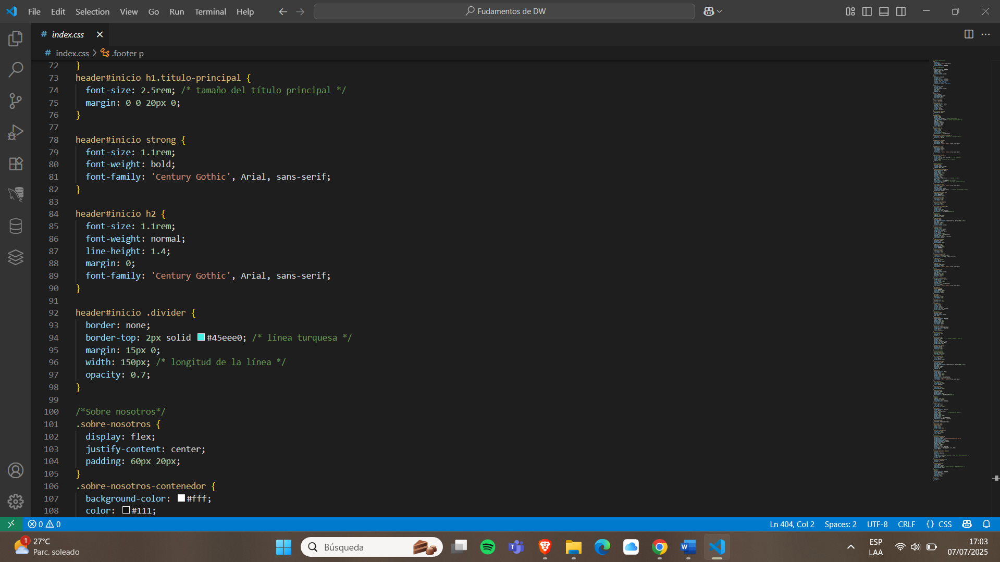 File Edit Selection View Go Run Terminal Help
Fudamentos de DW
# index.css
# index.css > .footer p
72 }
73 header#inicio h1.titulo-principal {
74 font-size: 2.5rem; /* tamaño del título principal */
75 margin: 0 0 20px 0;
76 }
77
78 header#inicio strong {
79 font-size: 1.1rem;
80 font-weight: bold;
81 font-family: 'Century Gothic', Arial, sans-serif;
82 }
83
84 header#inicio h2 {
85 font-size: 1.1rem;
86 font-weight: normal;
87 line-height: 1.4;
88 margin: 0;
89 font-family: 'Century Gothic', Arial, sans-serif;
90 }
91
92 header#inicio .divider {
93 border: none;
94 border-top: 2px solid #45eee0; /* línea turquesa */
95 margin: 15px 0;
96 width: 150px; /* longitud de la línea */
97 opacity: 0.7;
98 }
99
100 /*Sobre nosotros*/
101 .sobre-nosotros {
102 display: flex;
103 justify-content: center;
104 padding: 60px 20px;
105 }
106 .sobre-nosotros-contenedor {
107 background-color: #fff;
108 color: #111;
0 0 Ln 404, Col 2 Spaces: 2 UTF-8 CRLF {} CSS
1 27°C
Parc. soleado
Búsqueda
ESP
LAA
17:03
07/07/2025